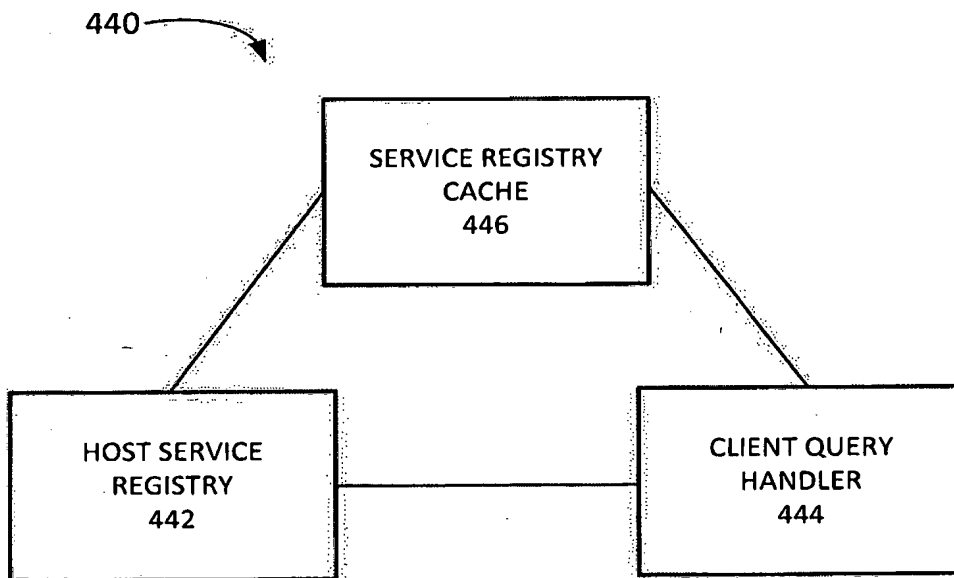 440
SERVICE REGISTRY
CACHE
446
HOST SERVICE
REGISTRY
442
CLIENT QUERY
HANDLER
444